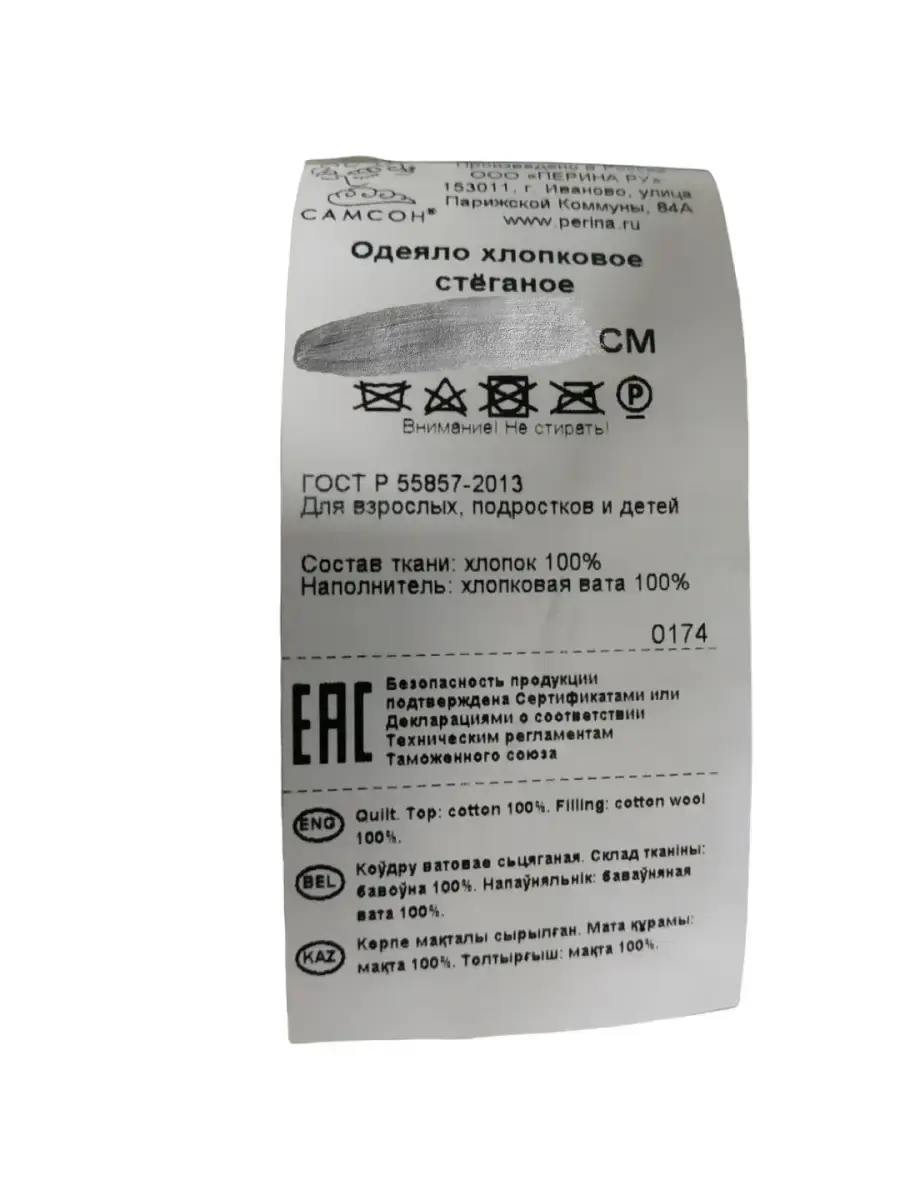 Произведено в России
ООО «ПЕРИНА РУ»
153011, г. Иваново, улица
Парижской Коммуны, 84А
www.perina.ru
САМСОН®
Одеяло хлопковое
стёганое
СМ
P
Внимание! Не стирать!
ГОСТ Р 55857-2013
Для взрослых, подростков и детей
Состав ткани: хлопок 100%
Наполнитель: хлопковая вата 100%
0174
EAC
Безопасность продукции
подтверждена Сертификатами или
Декларациями о соответствии
Техническим регламентам
Таможенного союза
ENG
Quilt. Top: cotton 100%. Filling: cotton wool
100%.
BEL
Коўдру ватовае сьцяганая. Склад тканіны:
бавоўна 100%. Напаўняльнік: баваўняная
вата 100%.
KAZ
Көрпе мақталы сырылған. Мата құрамы:
мақта 100%. Толтырғыш: мақта 100%.